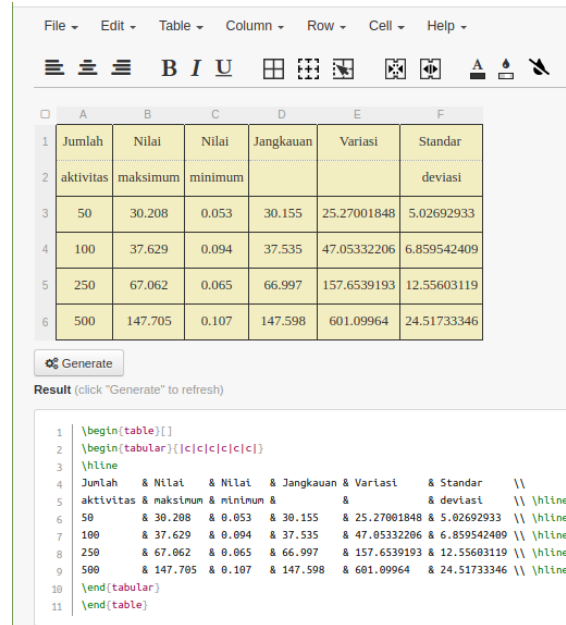 File Edit Table Column Row Cell Help
B I U A
A B C D E F
1 Jumlah Nilai Nilai Jangkauan Variasi Standar
2 aktivitas maksimum minimum deviasi
3 50 30.208 0.053 30.155 25.27001848 5.02692933
4 100 37.629 0.094 37.535 47.05332206 6.859542409
5 250 67.062 0.065 66.997 157.6539193 12.55603119
6 500 147.705 0.107 147.598 601.09964 24.51733346
Generate
Result (click "Generate" to refresh)
1 \begin{table}[]
2 \begin{tabular}{|c|c|c|c|c|c|}
3 \hline
4 Jumlah & Nilai & Nilai & Jangkauan & Variasi & Standar \\
5 aktivitas & maksimum & minimum & & & deviasi \\ \hline
6 50 & 30.208 & 0.053 & 30.155 & 25.27001848 & 5.02692933 \\ \hline
7 100 & 37.629 & 0.094 & 37.535 & 47.05332206 & 6.859542409 \\ \hline
8 250 & 67.062 & 0.065 & 66.997 & 157.6539193 & 12.55603119 \\ \hline
9 500 & 147.705 & 0.107 & 147.598 & 601.09964 & 24.51733346 \\ \hline
10 \end{tabular}
11 \end{table}